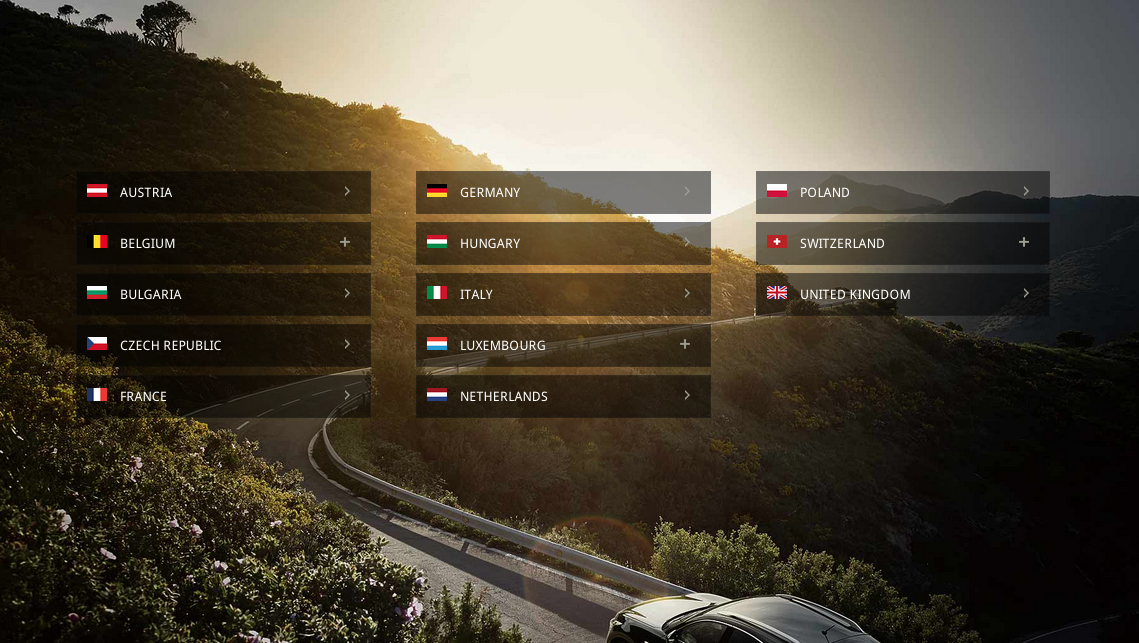 AUSTRIA
BELGIUM
BULGARIA
CZECH REPUBLIC
FRANCE
GERMANY
HUNGARY
ITALY
LUXEMBOURG
NETHERLANDS
POLAND
SWITZERLAND
UNITED KINGDOM